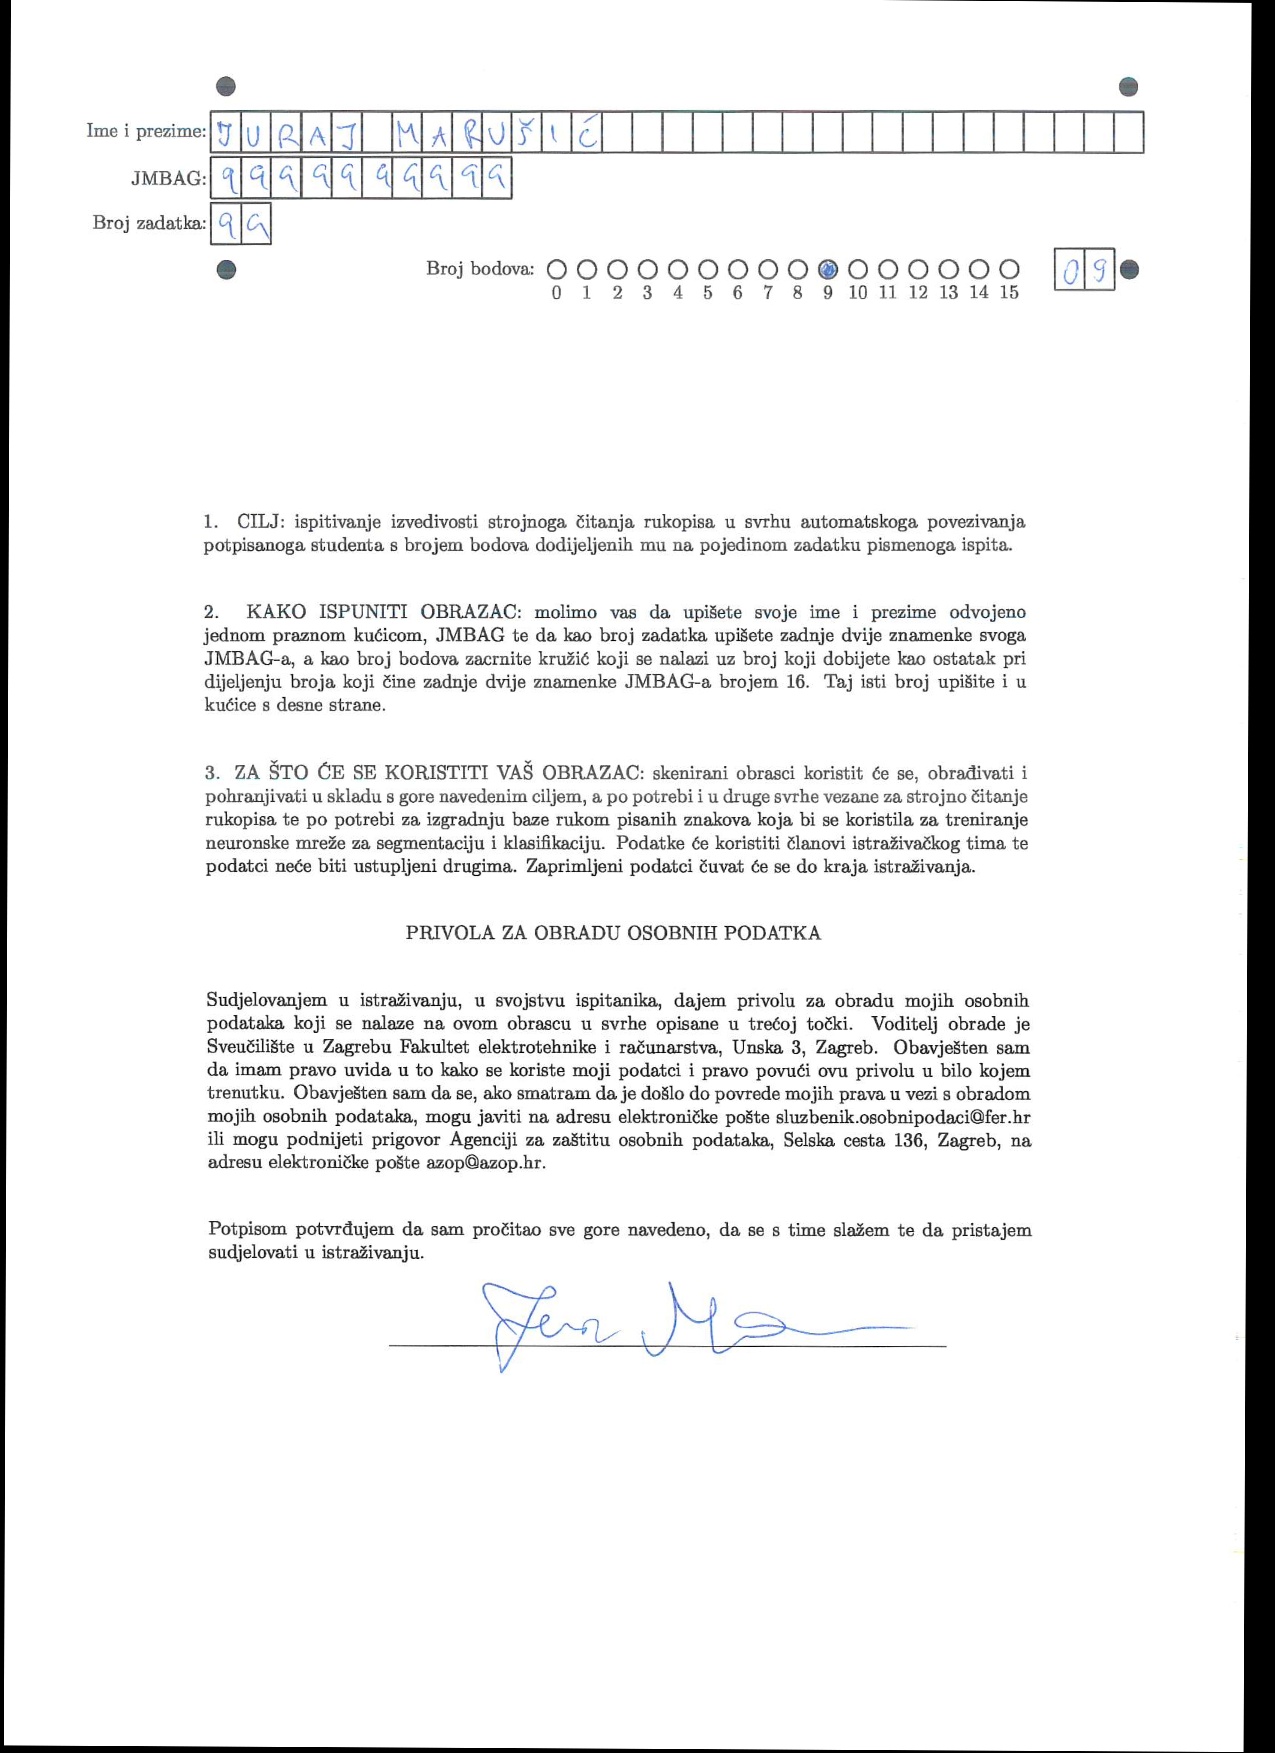 Ime i prezime: JURAJ MARUŠIĆ
JMBAG: 9999999999
Broj zadatka: 99
Broj bodova: 09
0 1 2 3 4 5 6 7 8 9 10 11 12 13 14 15
1. CILJ: ispitivanje izvedivosti strojnoga čitanja rukopisa u svrhu automatskoga povezivanja
potpisanoga studenta s brojem bodova dodijeljenih mu na pojedinom zadatku pismenoga ispita.
2. KAKO ISPUNITI OBRAZAC: molimo vas da upišete svoje ime i prezime odvojeno
jednom praznom kućicom, JMBAG te da kao broj zadatka upišete zadnje dvije znamenke svoga
JMBAG-a, a kao broj bodova zacrnite kružić koji se nalazi uz broj koji dobijete kao ostatak pri
dijeljenju broja koji čine zadnje dvije znamenke JMBAG-a brojem 16. Taj isti broj upišite i u
kućice s desne strane.
3. ZA ŠTO ĆE SE KORISTITI VAŠ OBRAZAC: skenirani obrasci koristit će se, obrađivati i
pohranjivati u skladu s gore navedenim ciljem, a po potrebi i u druge svrhe vezane za strojno čitanje
rukopisa te po potrebi za izgradnju baze rukom pisanih znakova koja bi se koristila za treniranje
neuronske mreže za segmentaciju i klasifikaciju. Podatke će koristiti članovi istraživačkog tima te
podatci neće biti ustupljeni drugima. Zaprimljeni podatci čuvat će se do kraja istraživanja.
PRIVOLA ZA OBRADU OSOBNIH PODATKA
Sudjelovanjem u istraživanju, u svojstvu ispitanika, dajem privolu za obradu mojih osobnih
podataka koji se nalaze na ovom obrascu u svrhe opisane u trećoj točki. Voditelj obrade je
Sveučilište u Zagrebu Fakultet elektrotehnike i računarstva, Unska 3, Zagreb. Obavješten sam
da imam pravo uvida u to kako se koriste moji podatci i pravo povući ovu privolu u bilo kojem
trenutku. Obavješten sam da se, ako smatram da je došlo do povrede mojih prava u vezi s obradom
mojih osobnih podataka, mogu javiti na adresu elektroničke pošte sluzbenik.osobnipodaci@fer.hr
ili mogu podnijeti prigovor Agenciji za zaštitu osobnih podataka, Selska cesta 136, Zagreb, na
adresu elektroničke pošte azop@azop.hr.
Potpisom potvrđujem da sam pročitao sve gore navedeno, da se s time slažem te da pristajem
sudjelovati u istraživanju.